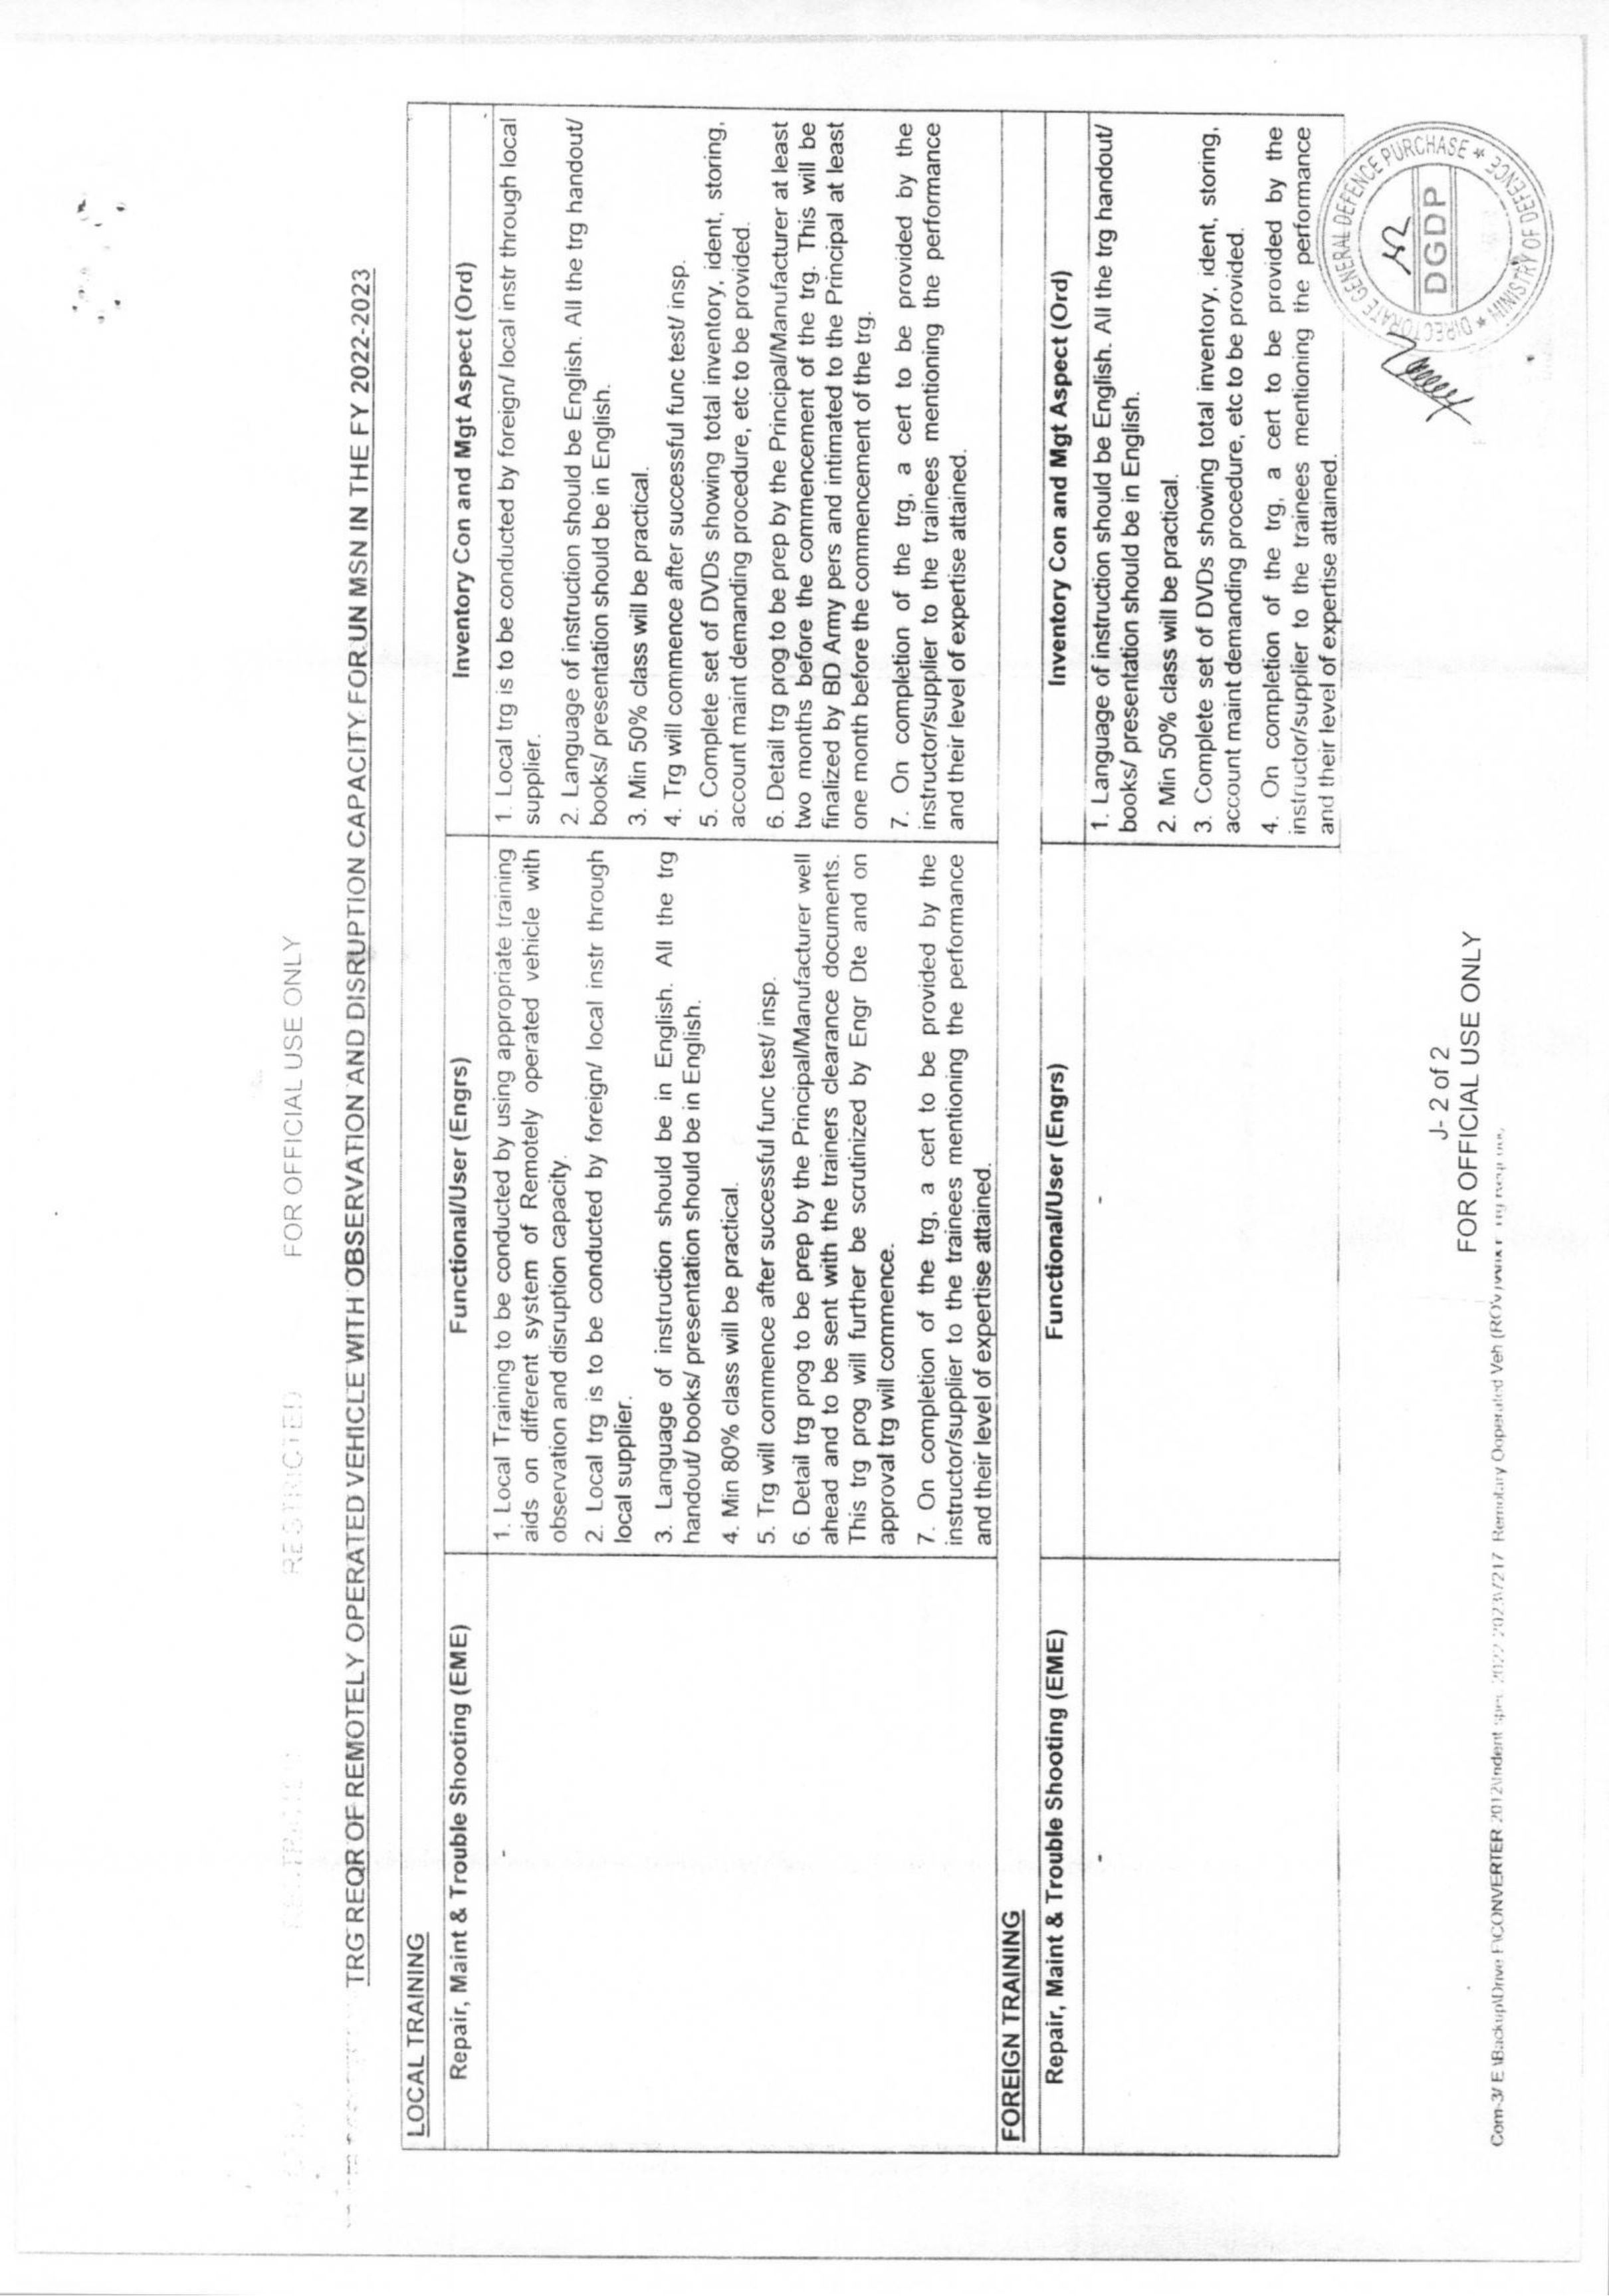 FOR OFFICIAL USE ONLY
RESTRICTED
TRG REQR OF REMOTELY OPERATED VEHICLE WITH OBSERVATION AND DISRUPTION CAPACITY FOR UN MSN IN THE FY 2022-2023
LOCAL TRAINING
Repair, Maint & Trouble Shooting (EME)
-
Functional/User (Engrs)
1. Local Training to be conducted by using appropriate training
aids on different system of Remotely operated vehicle with
observation and disruption capacity.
2. Local trg is to be conducted by foreign/ local instr through
local supplier.
3. Language of instruction should be in English. All the trg
handout/ books/ presentation should be in English.
4. Min 80% class will be practical.
5. Trg will commence after successful func test/ insp.
6. Detail trg prog to be prep by the Principal/Manufacturer well
ahead and to be sent with the trainers clearance documents.
This trg prog will further be scrutinized by Engr Dte and on
approval trg will commence.
7. On completion of the trg, a cert to be provided by the
instructor/supplier to the trainees mentioning the performance
and their level of expertise attained.
Inventory Con and Mgt Aspect (Ord)
1. Local trg is to be conducted by foreign/ local instr through local
supplier.
2. Language of instruction should be English. All the trg handout/
books/ presentation should be in English.
3. Min 50% class will be practical.
4. Trg will commence after successful func test/ insp.
5. Complete set of DVDs showing total inventory, ident, storing,
account maint demanding procedure, etc to be provided.
6. Detail trg prog to be prep by the Principal/Manufacturer at least
two months before the commencement of the trg. This will be
finalized by BD Army pers and intimated to the Principal at least
one month before the commencement of the trg.
7. On completion of the trg, a cert to be provided by the
instructor/supplier to the trainees mentioning the performance
and their level of expertise attained.
FOREIGN TRAINING
Repair, Maint & Trouble Shooting (EME)
-
Functional/User (Engrs)
-
Inventory Con and Mgt Aspect (Ord)
1. Language of instruction should be English. All the trg handout/
books/ presentation should be in English.
2. Min 50% class will be practical.
3. Complete set of DVDs showing total inventory, ident, storing,
account maint demanding procedure, etc to be provided.
4. On completion of the trg, a cert to be provided by the
instructor/supplier to the trainees mentioning the performance
and their level of expertise attained.
DIRECTORATE GENERAL DEFENCE PURCHASE
DGDP
MINISTRY OF DEFENCE
J- 2 of 2
FOR OFFICIAL USE ONLY
Com-3/ E \Backup\Drive F\CONVERTER 2012\Indent spec 2022 2023\7217 Remotary Ooperated Veh (ROV)